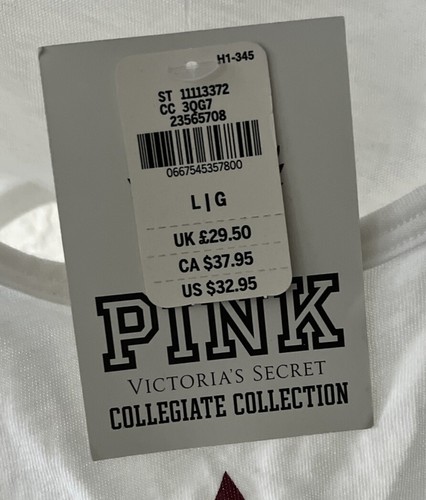 H1-345
ST 11113372
CC 3QG7
23565708
0667545357800
L|G
UK £29.50
CA $37.95
US $32.95
PINK
VICTORIA'S SECRET
COLLEGIATE COLLECTION